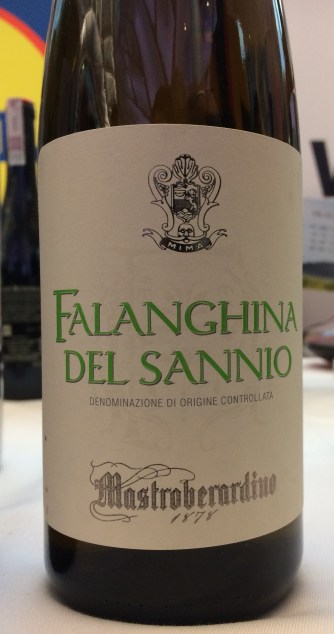 MIMA
FALANGHINA
DEL SANNIO
DENOMINAZIONE DI ORIGINE CONTROLLATA
Mastroberardino
1878